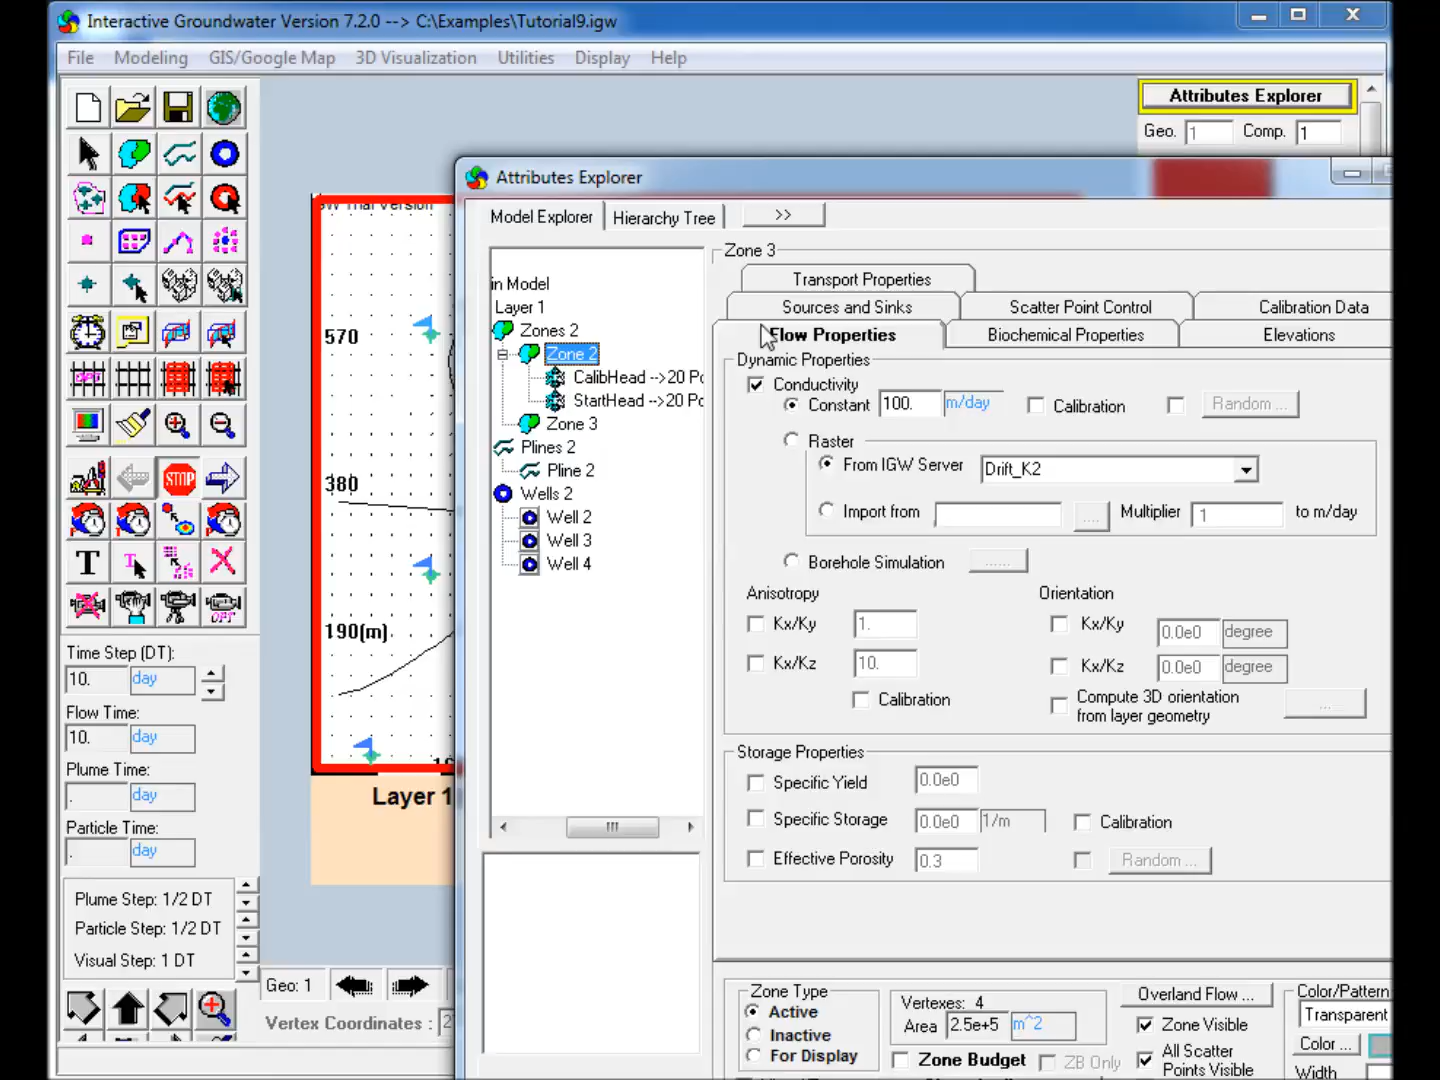 Interactive Groundwater Version 7.2.0 --> C:\Examples\Tutorial9.igw
File Modeling GIS/Google Map 3D Visualization Utilities Display Help
Attributes Explorer
Geo. 1 Comp. 1
Attributes Explorer
Trial Version
Model Explorer Hierarchy Tree >>
Zone 3
Transport Properties
Sources and Sinks Scatter Point Control Calibration Data
Flow Properties Biochemical Properties Elevations
in Model
Layer 1
Zones 2
Zone 2
CalibHead -->20 Po
StartHead -->20 Po
Zone 3
Plines 2
Pline 2
Wells 2
Well 2
Well 3
Well 4
570
380
190(m)
Layer 1
Dynamic Properties
Conductivity
Constant 100. m/day Calibration Random ...
Raster
From IGW Server Drift_K2
Import from .... Multiplier 1 to m/day
Borehole Simulation ......
Anisotropy Orientation
Kx/Ky 1. Kx/Ky 0.0e0 degree
Kx/Kz 10. Kx/Kz 0.0e0 degree
Calibration Compute 3D orientation
from layer geometry ...
Storage Properties
Specific Yield 0.0e0
Specific Storage 0.0e0 1/m Calibration
Effective Porosity 0.3 Random ...
OPT
STOP
T T
OPT
Time Step (DT):
10. day
Flow Time:
10. day
Plume Time:
. day
Particle Time:
. day
Plume Step: 1/2 DT
Particle Step: 1/2 DT
Visual Step: 1 DT
Geo: 1
Vertex Coordinates : 2
Zone Type
Active
Inactive
For Display
Vertexes: 4
Area 2.5e+5 m^2
Zone Budget ZB Only
Overland Flow ...
Zone Visible
All Scatter
Points Visible
Color/Pattern
Transparent
Color ...
Width